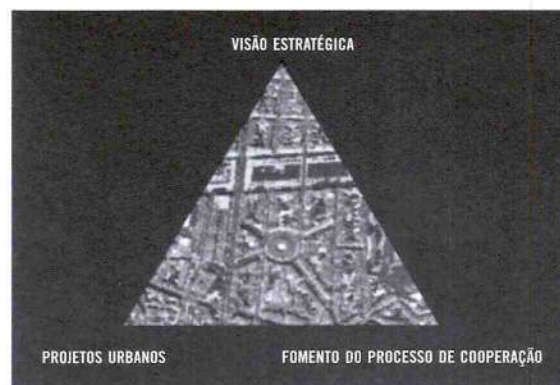 VISÃO ESTRATÉGICA
PROJETOS URBANOS
FOMENTO DO PROCESSO DE COOPERAÇÃO